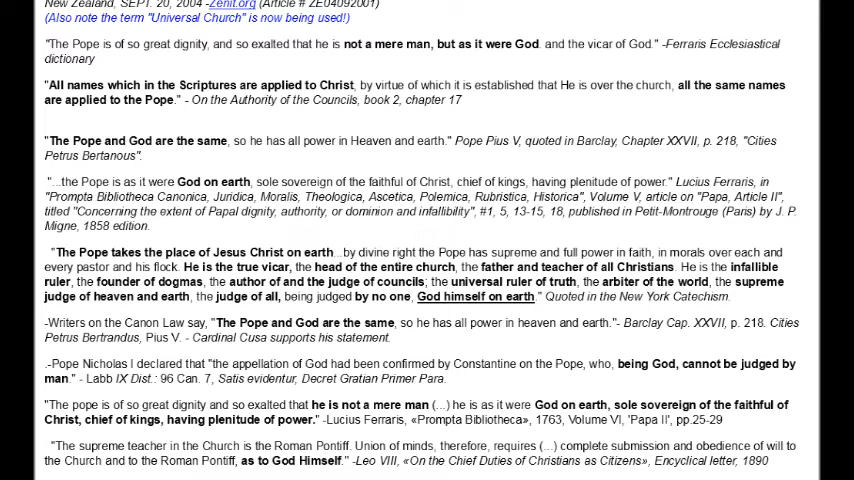 New Zealand, SEPT. 20, 2004 -Zenit.org (Article # ZE04092001)
(Also note the term "Universal Church" is now being used!)
"The Pope is of so great dignity, and so exalted that he is not a mere man, but as it were God. and the vicar of God." -Ferraris Ecclesiastical
dictionary
"All names which in the Scriptures are applied to Christ, by virtue of which it is established that He is over the church, all the same names
are applied to the Pope." - On the Authority of the Councils, book 2, chapter 17
"The Pope and God are the same, so he has all power in Heaven and earth." Pope Pius V, quoted in Barclay, Chapter XXVII, p. 218, "Cities
Petrus Bertanous".
"...the Pope is as it were God on earth, sole sovereign of the faithful of Christ, chief of kings, having plenitude of power." Lucius Ferraris, in
"Prompta Bibliotheca Canonica, Juridica, Moralis, Theologica, Ascetica, Polemica, Rubristica, Historica", Volume V, article on "Papa, Article II",
titled "Concerning the extent of Papal dignity, authority, or dominion and infallibility", #1, 5, 13-15, 18, published in Petit-Montrouge (Paris) by J. P.
Migne, 1858 edition.
"The Pope takes the place of Jesus Christ on earth...by divine right the Pope has supreme and full power in faith, in morals over each and
every pastor and his flock. He is the true vicar, the head of the entire church, the father and teacher of all Christians. He is the infallible
ruler, the founder of dogmas, the author of and the judge of councils; the universal ruler of truth, the arbiter of the world, the supreme
judge of heaven and earth, the judge of all, being judged by no one, God himself on earth." Quoted in the New York Catechism.
-Writers on the Canon Law say, "The Pope and God are the same, so he has all power in heaven and earth."- Barclay Cap. XXVII, p. 218. Cities
Petrus Bertrandus, Pius V. - Cardinal Cusa supports his statement.
.-Pope Nicholas I declared that "the appellation of God had been confirmed by Constantine on the Pope, who, being God, cannot be judged by
man." - Labb IX Dist.: 96 Can. 7, Satis evidentur, Decret Gratian Primer Para.
"The pope is of so great dignity and so exalted that he is not a mere man (...) he is as it were God on earth, sole sovereign of the faithful of
Christ, chief of kings, having plenitude of power." -Lucius Ferraris, «Prompta Bibliotheca», 1763, Volume VI, 'Papa II', pp.25-29
"The supreme teacher in the Church is the Roman Pontiff. Union of minds, therefore, requires (...) complete submission and obedience of will to
the Church and to the Roman Pontiff, as to God Himself." -Leo VIII, «On the Chief Duties of Christians as Citizens», Encyclical letter, 1890